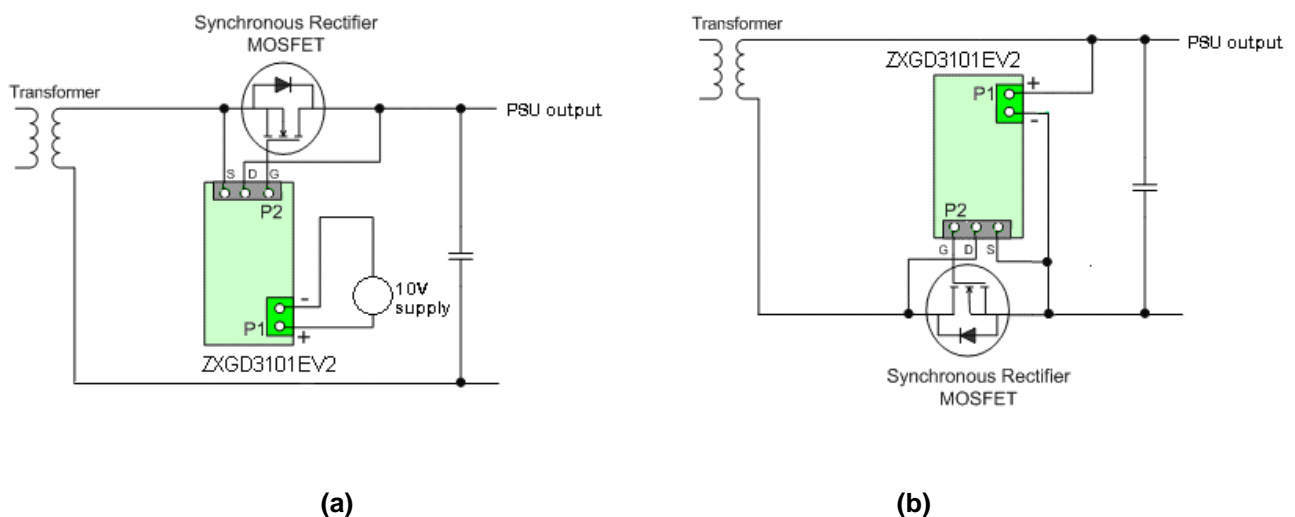 Synchronous Rectifier
MOSFET
Transformer
PSU output
S D G
P2
10V
supply
-
P1
+
ZXGD3101EV2
(a)
Transformer
PSU output
ZXGD3101EV2
+
P1
-
P2
G D S
Synchronous Rectifier
MOSFET
(b)